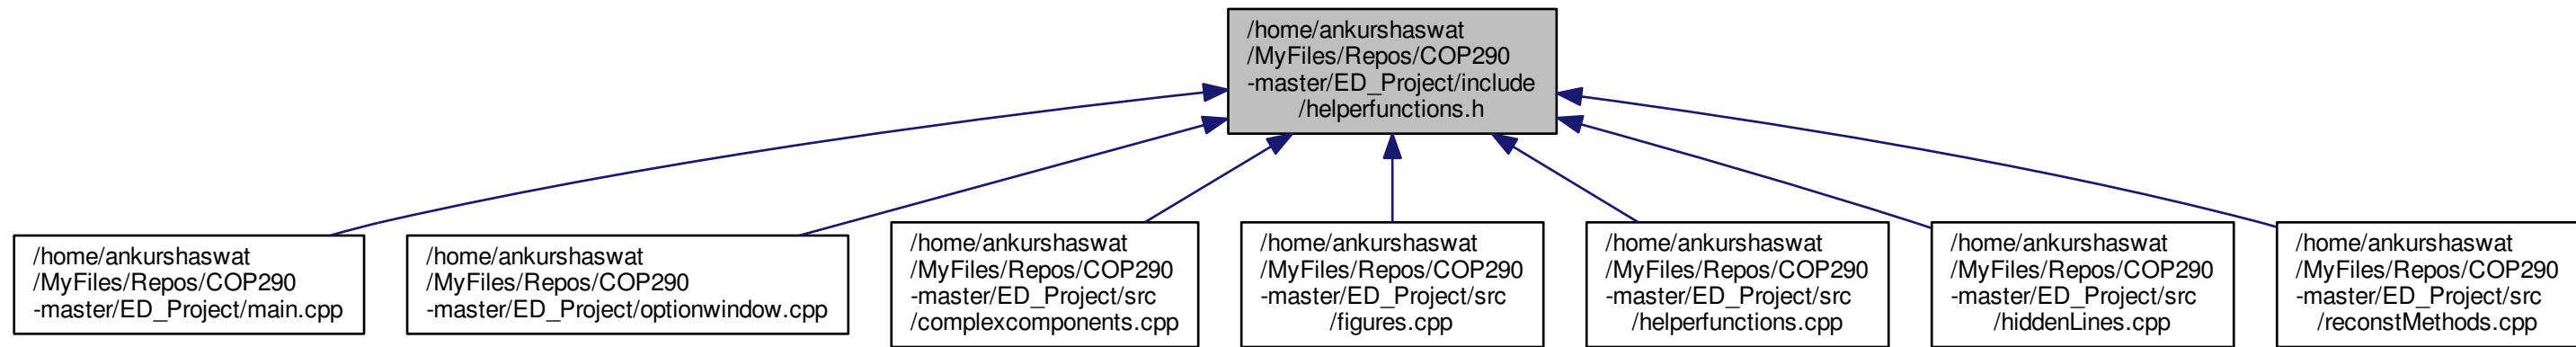 /home/ankurshaswat
/MyFiles/Repos/COP290
-master/ED_Project/include
/helperfunctions.h
/home/ankurshaswat
/MyFiles/Repos/COP290
-master/ED_Project/main.cpp
/home/ankurshaswat
/MyFiles/Repos/COP290
-master/ED_Project/optionwindow.cpp
/home/ankurshaswat
/MyFiles/Repos/COP290
-master/ED_Project/src
/complexcomponents.cpp
/home/ankurshaswat
/MyFiles/Repos/COP290
-master/ED_Project/src
/figures.cpp
/home/ankurshaswat
/MyFiles/Repos/COP290
-master/ED_Project/src
/helperfunctions.cpp
/home/ankurshaswat
/MyFiles/Repos/COP290
-master/ED_Project/src
/hiddenLines.cpp
/home/ankurshaswat
/MyFiles/Repos/COP290
-master/ED_Project/src
/reconstMethods.cpp